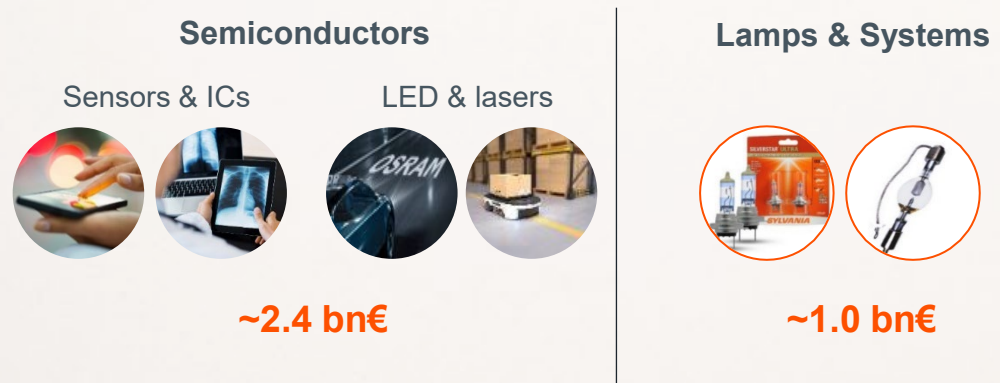 Semiconductors
Sensors & ICs
LED & lasers
OSRAM
~2.4 bn€
Lamps & Systems
SILVERSTAR ULTRA
SYLVANIA
~1.0 bn€